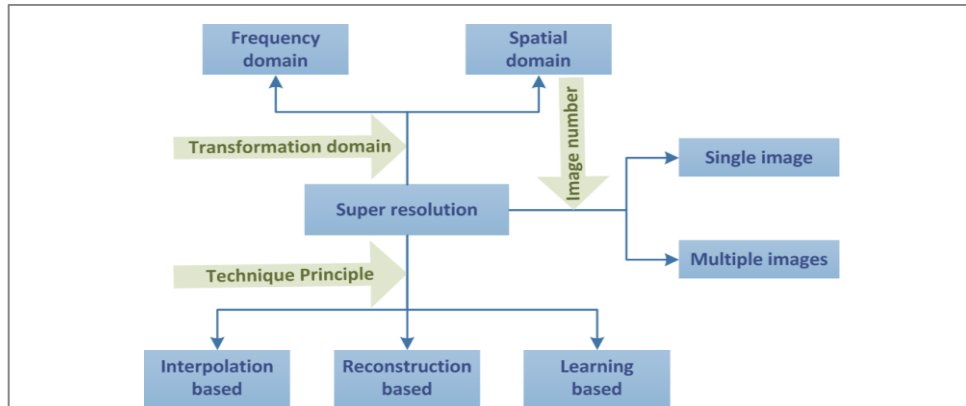 Frequency
domain
Spatial
domain
Transformation domain
Image number
Single image
Super resolution
Multiple images
Technique Principle
Interpolation
based
Reconstruction
based
Learning
based